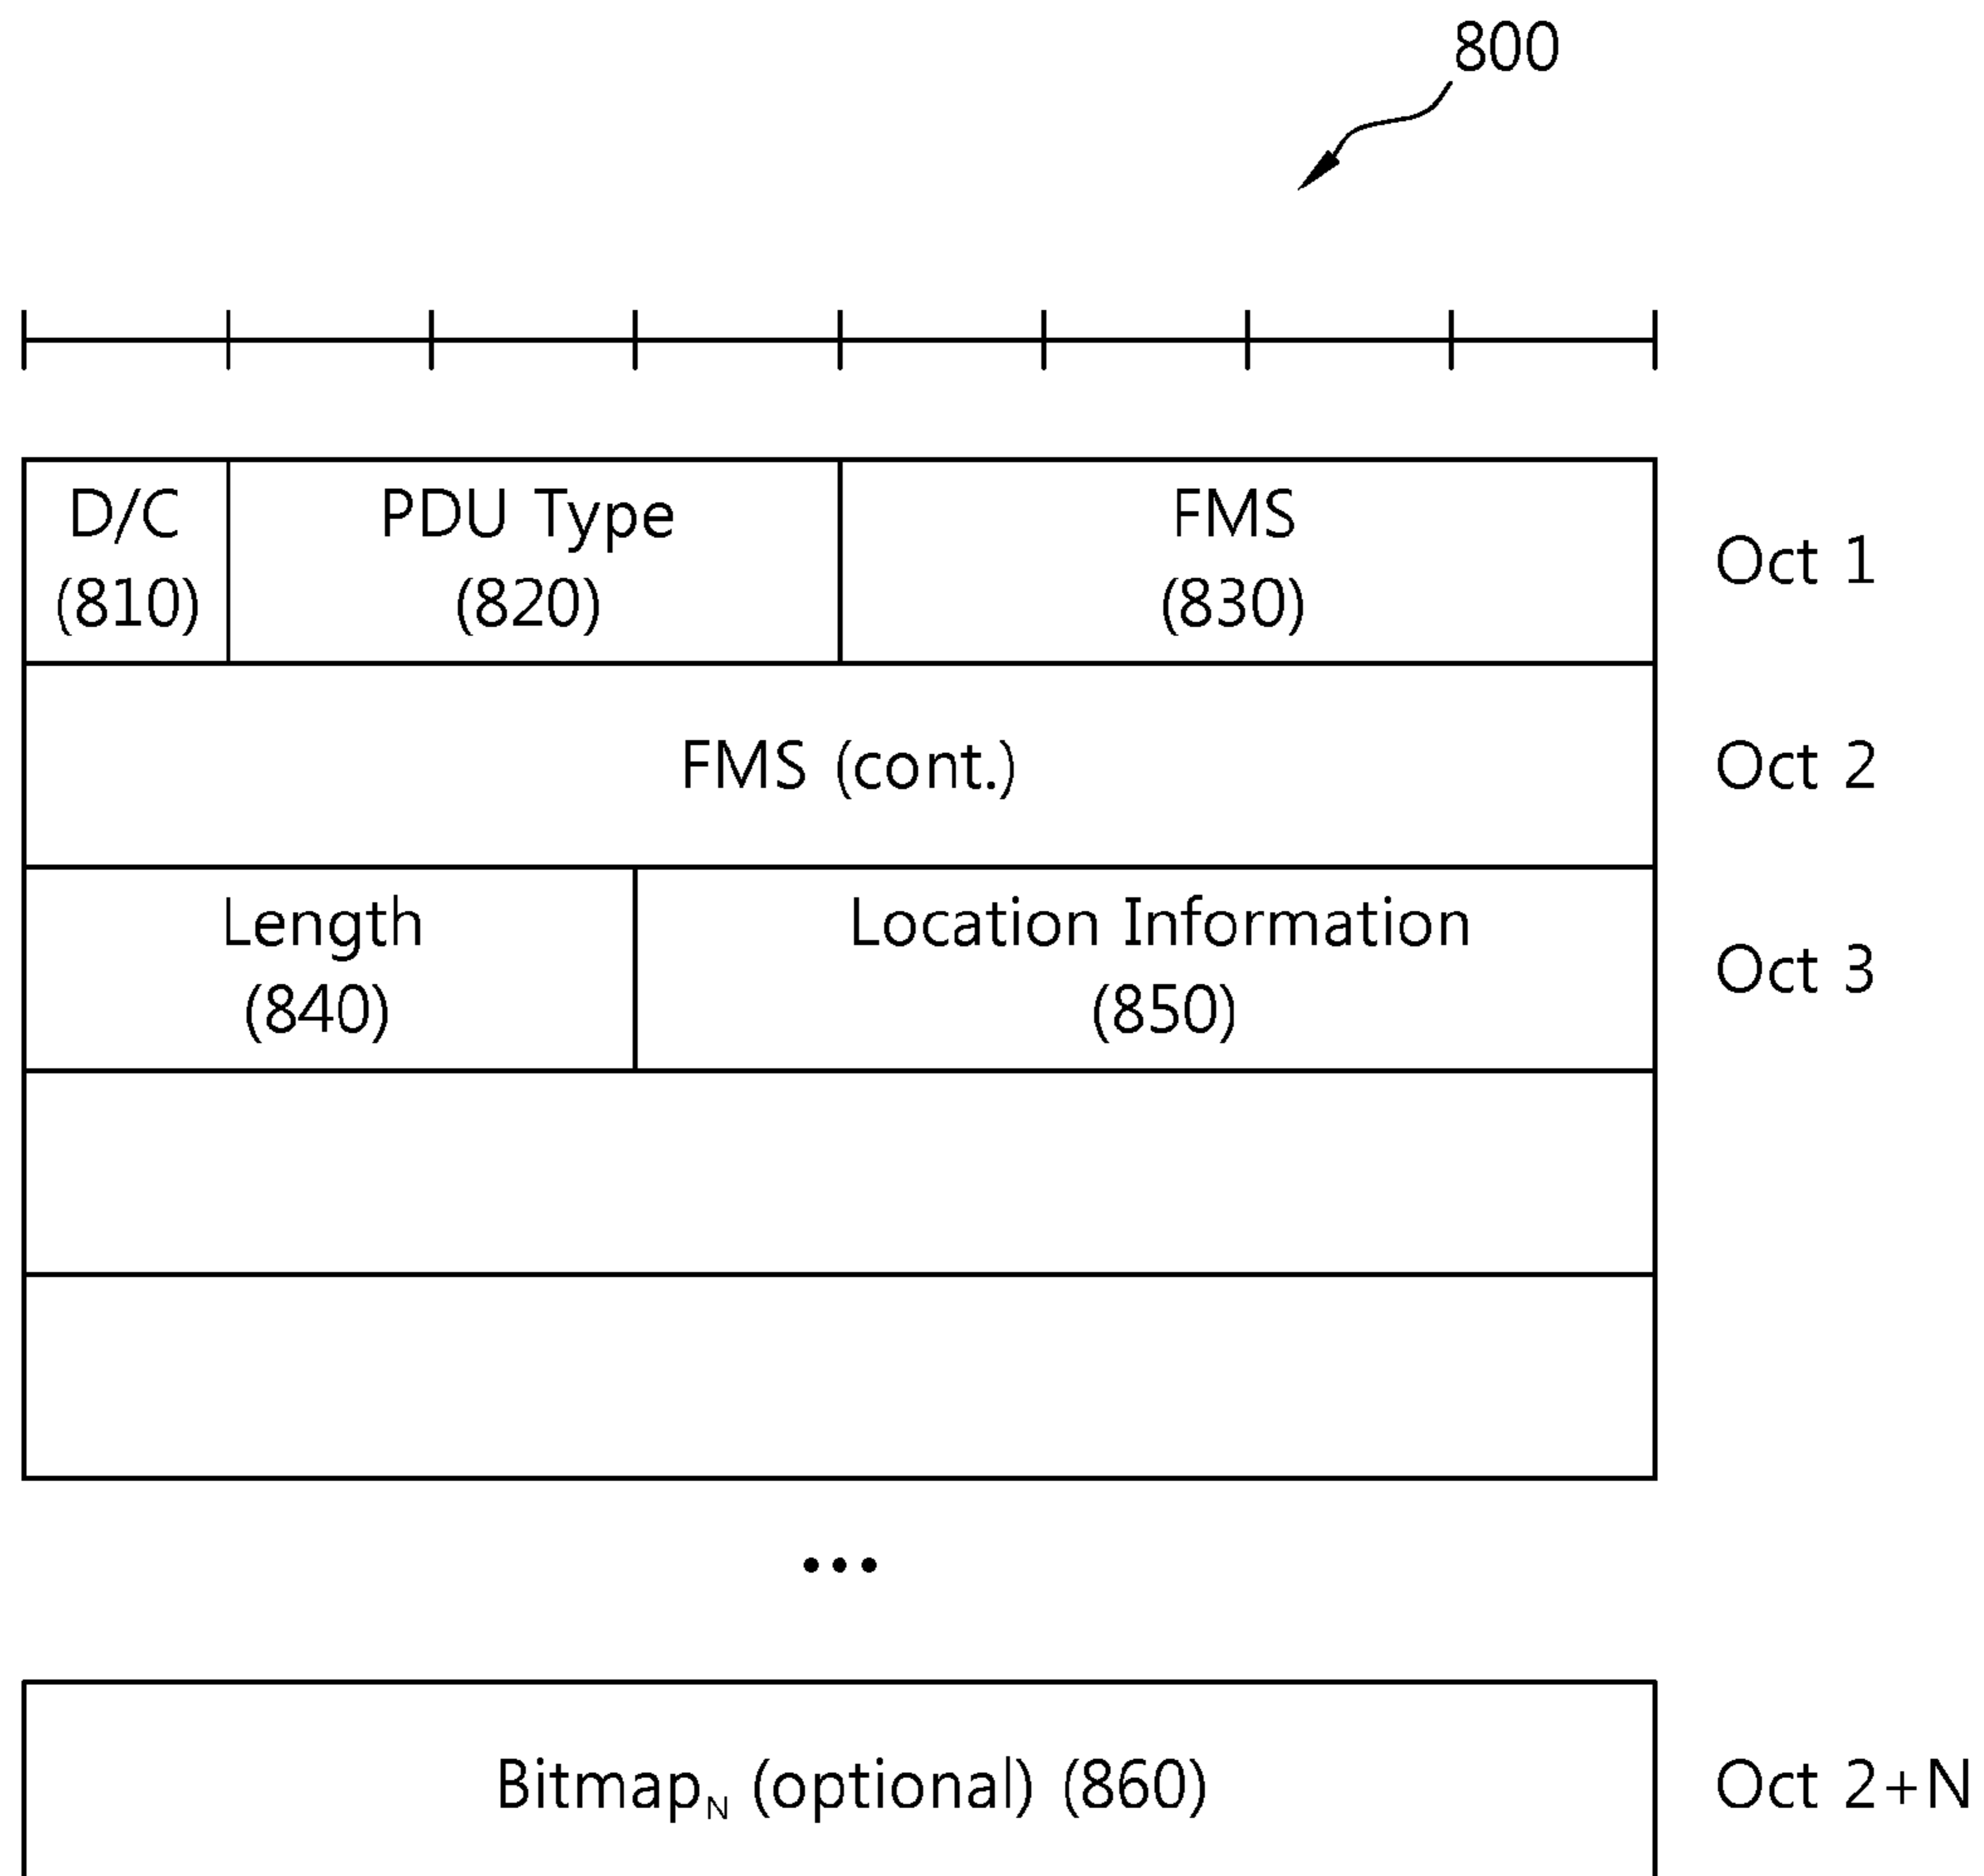 800
D/C
(810)
PDU Type
(820)
FMS
(830)
Oct 1
FMS (cont.)
Oct 2
Length
(840)
Location Information
(850)
Oct 3
•••
Bitmap_N (optional) (860)
Oct 2+N